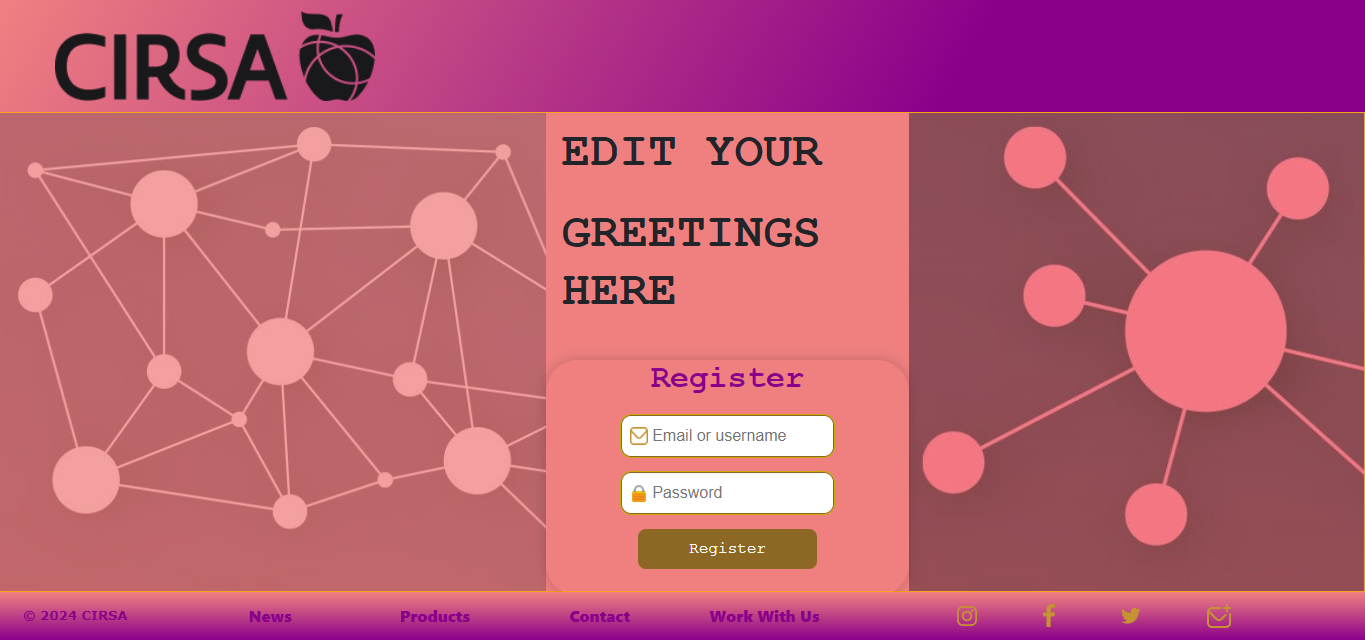 CIRSA
EDIT YOUR
GREETINGS
HERE
Register
Email or username
Password
Register
© 2024 CIRSA
News
Products
Contact
Work With Us